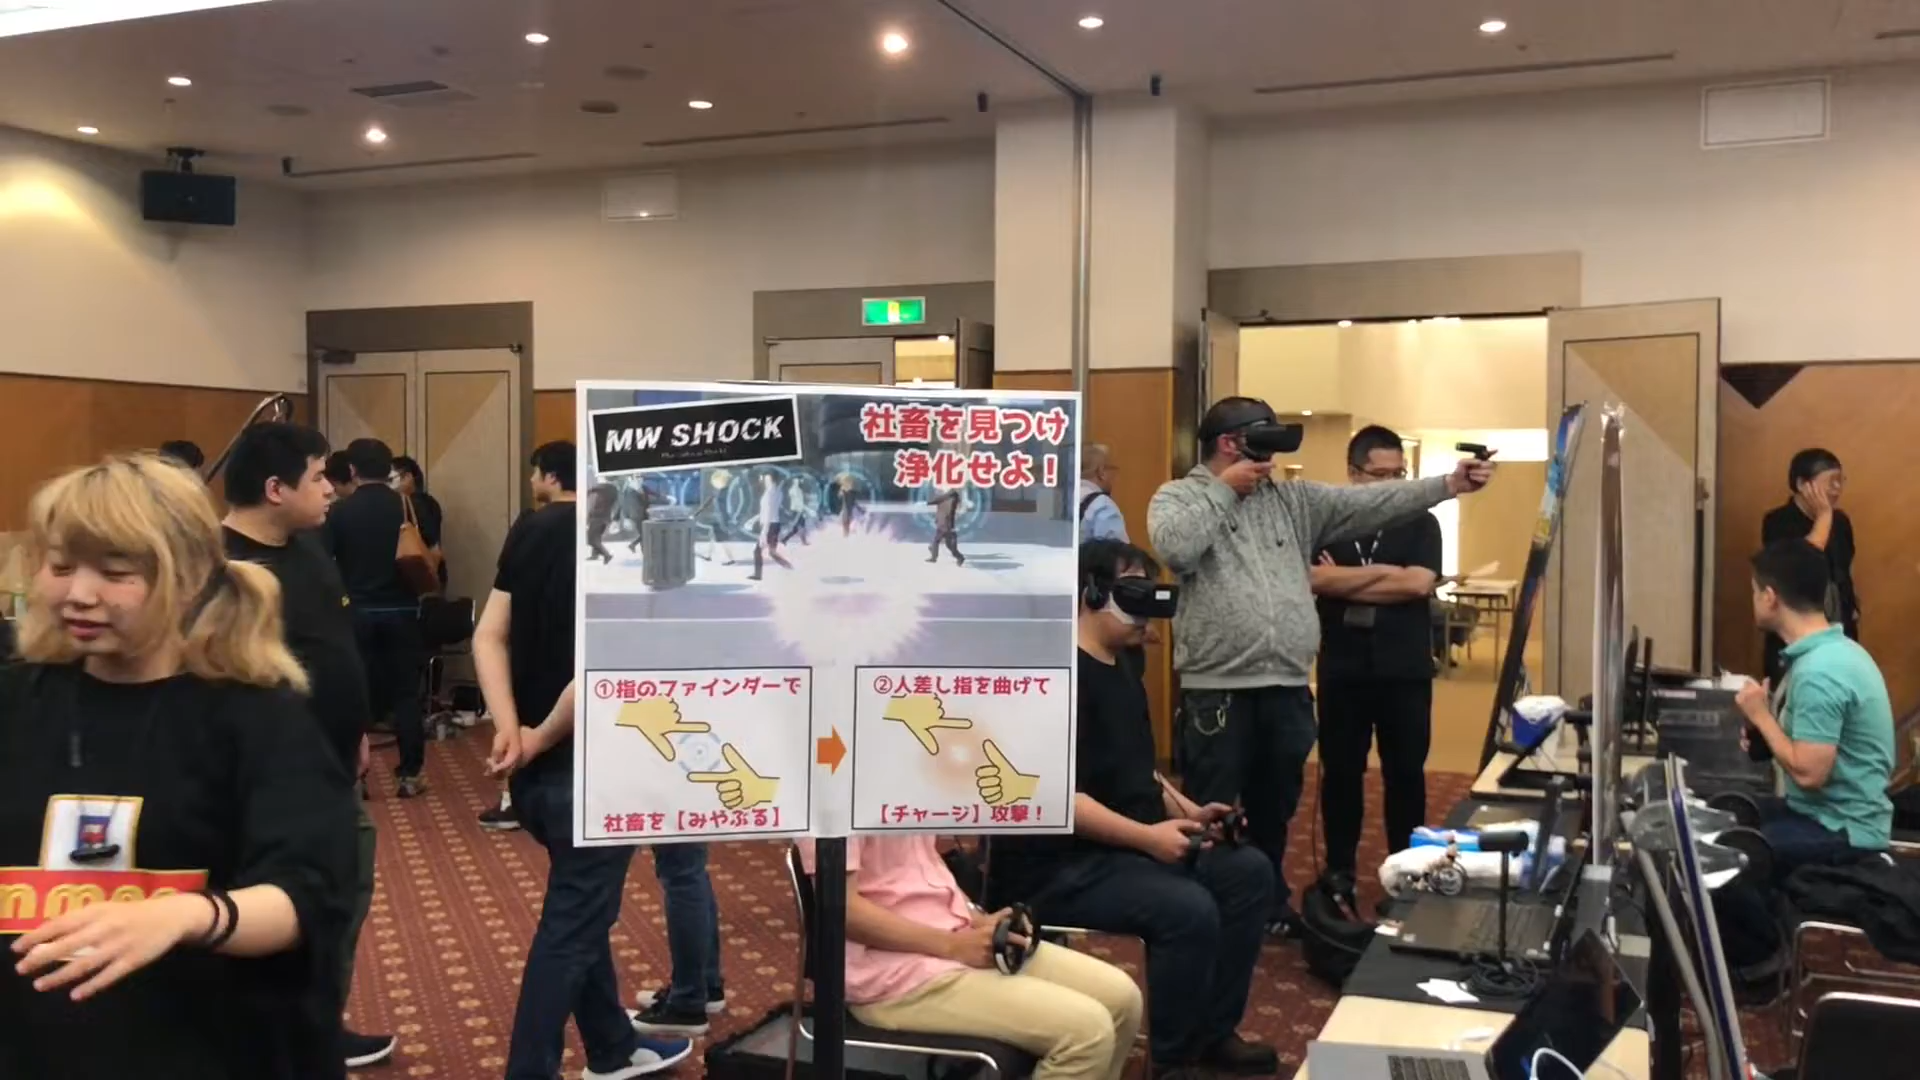 MW SHOCK
社畜を見つけ
浄化せよ！
①指のファインダーで
社畜を【みやぶる】
②人差し指を曲げて
【チャージ】攻撃！